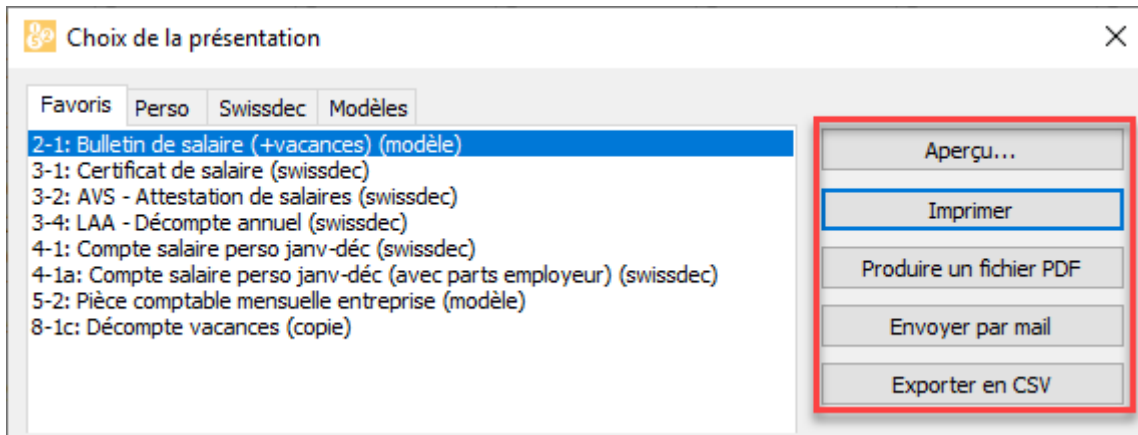 Choix de la présentation
Favoris Perso Swissdec Modèles
2-1: Bulletin de salaire (+vacances) (modèle)
3-1: Certificat de salaire (swissdec)
3-2: AVS - Attestation de salaires (swissdec)
3-4: LAA - Décompte annuel (swissdec)
4-1: Compte salaire perso janv-déc (swissdec)
4-1a: Compte salaire perso janv-déc (avec parts employeur) (swissdec)
5-2: Pièce comptable mensuelle entreprise (modèle)
8-1c: Décompte vacances (copie)
Aperçu...
Imprimer
Produire un fichier PDF
Envoyer par mail
Exporter en CSV